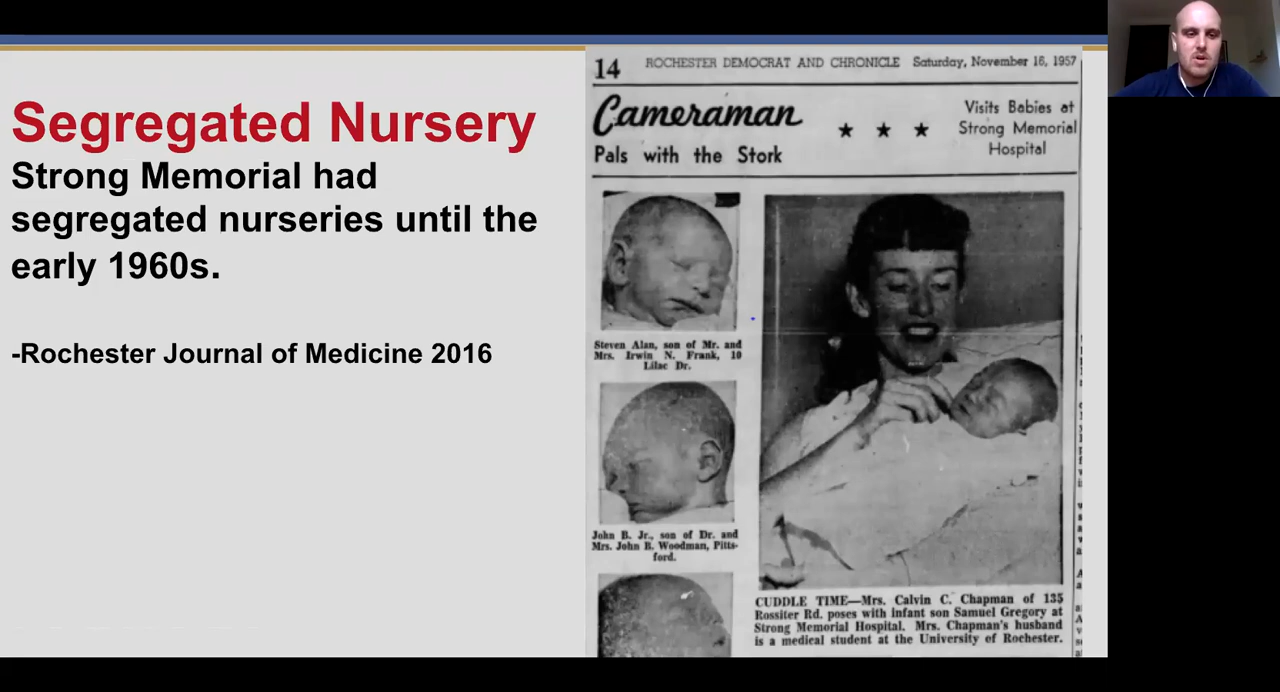 Segregated Nursery
Strong Memorial had
segregated nurseries until the
early 1960s.
-Rochester Journal of Medicine 2016
14 ROCHESTER DEMOCRAT AND CHRONICLE Saturday, November 16, 1957
Cameraman
Pals with the Stork
★ ★ ★
Visits Babies at
Strong Memorial
Hospital
Steven Alan, son of Mr. and
Mrs. Irwin N. Frank, 10
Lilac Dr.
John B. Jr., son of Dr. and
Mrs. John B. Woodman, Pitts-
ford.
CUDDLE TIME—Mrs. Calvin C. Chapman of 135
Rossiter Rd. poses with infant son Samuel Gregory at
Strong Memorial Hospital. Mrs. Chapman's husband
is a medical student at the University of Rochester.